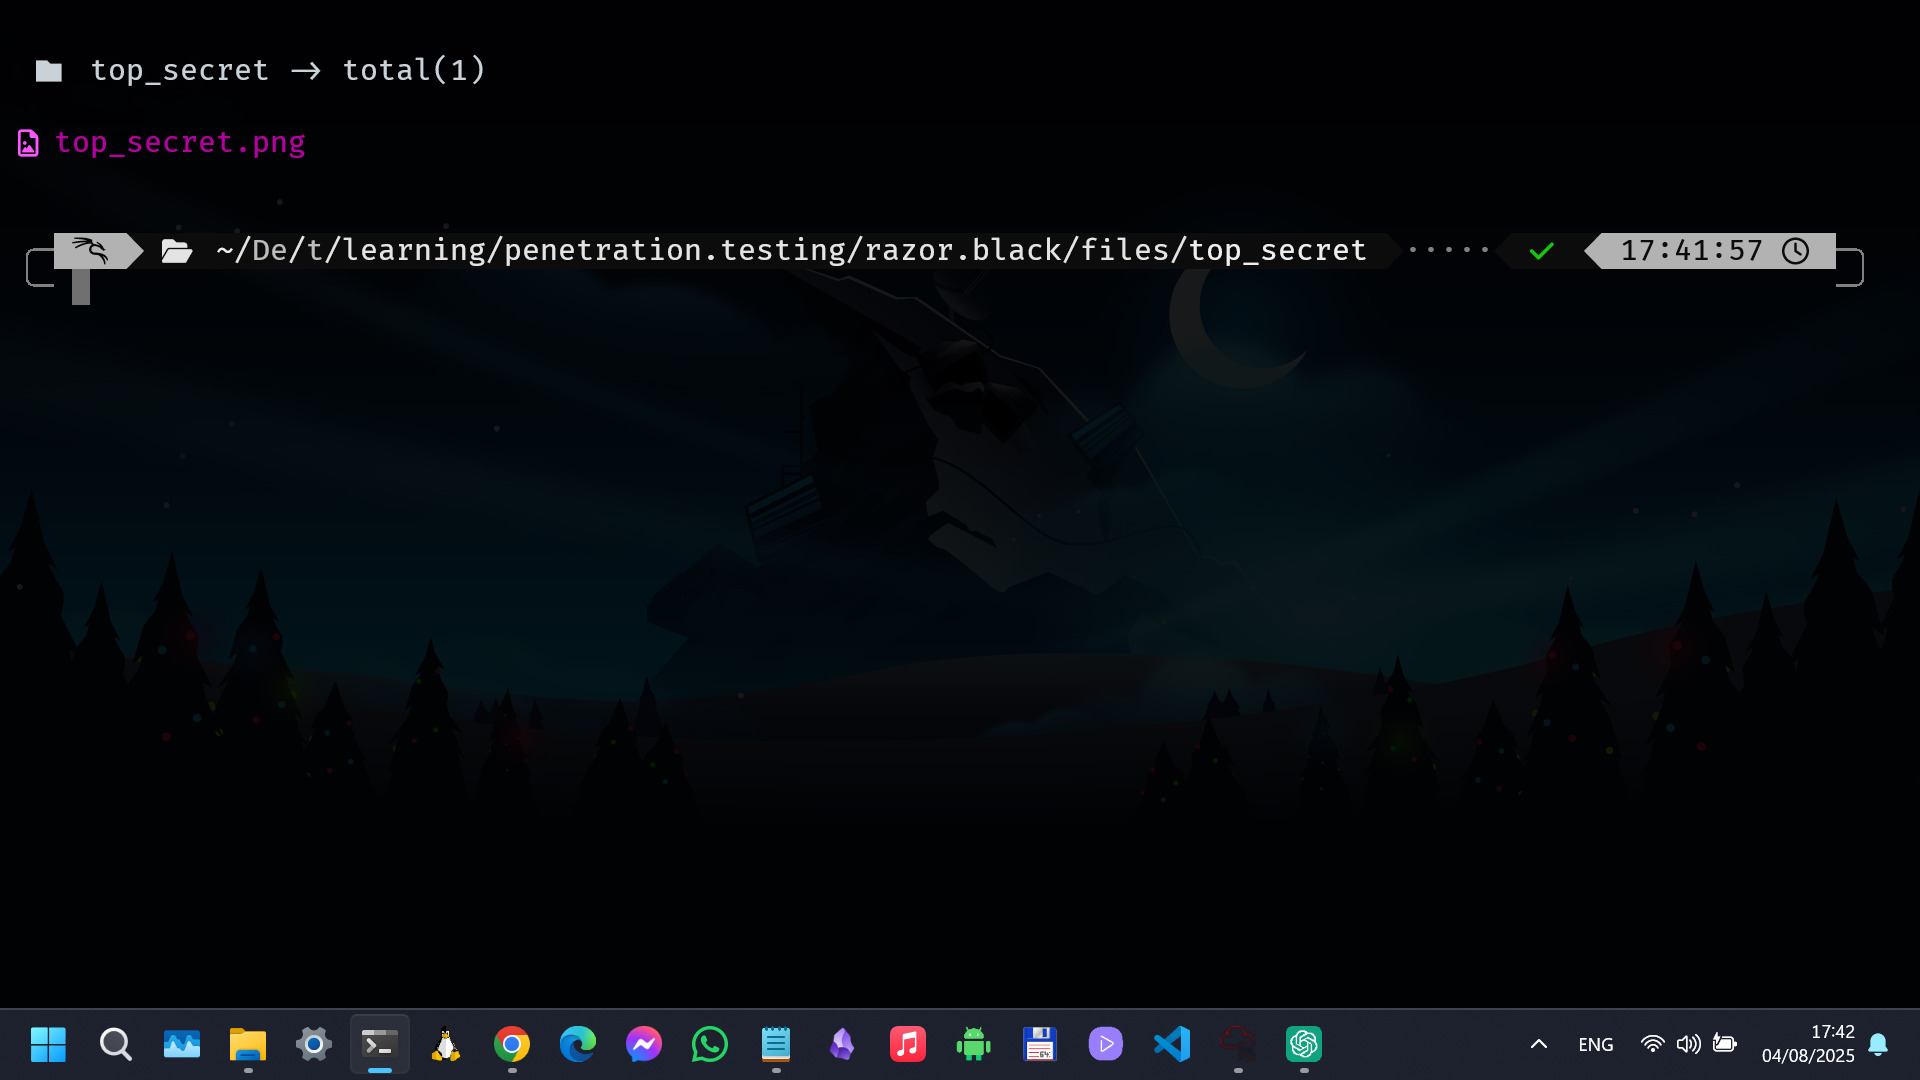 top_secret → total(1)
top_secret.png
~/De/t/learning/penetration.testing/razor.black/files/top_secret ····· ✓ 17:41:57
64
ENG
17:42
04/08/2025